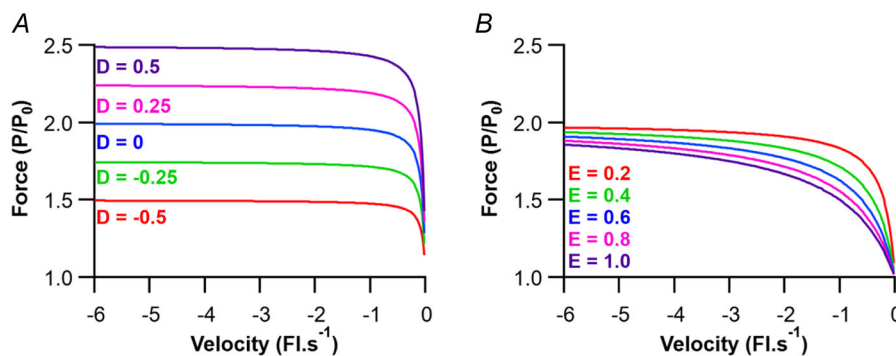 A
B
2.5
2.0
1.5
1.0
Force (P/P₀)
D = 0.5
D = 0.25
D = 0
D = -0.25
D = -0.5
-6 -5 -4 -3 -2 -1 0
Velocity (Fl.s⁻¹)
2.5
2.0
1.5
1.0
Force (P/P₀)
E = 0.2
E = 0.4
E = 0.6
E = 0.8
E = 1.0
-6 -5 -4 -3 -2 -1 0
Velocity (Fl.s⁻¹)